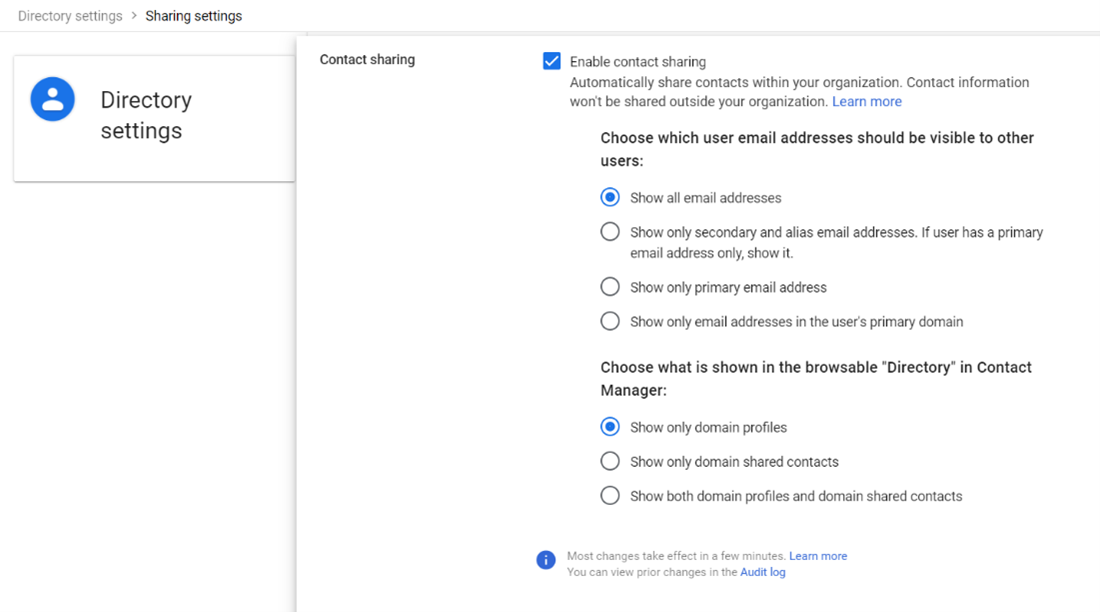 Directory settings > Sharing settings
Directory
settings
Contact sharing
Enable contact sharing
Automatically share contacts within your organization. Contact information
won't be shared outside your organization. Learn more
Choose which user email addresses should be visible to other
users:
Show all email addresses
Show only secondary and alias email addresses. If user has a primary
email address only, show it.
Show only primary email address
Show only email addresses in the user's primary domain
Choose what is shown in the browsable "Directory" in Contact
Manager:
Show only domain profiles
Show only domain shared contacts
Show both domain profiles and domain shared contacts
Most changes take effect in a few minutes. Learn more
You can view prior changes in the Audit log